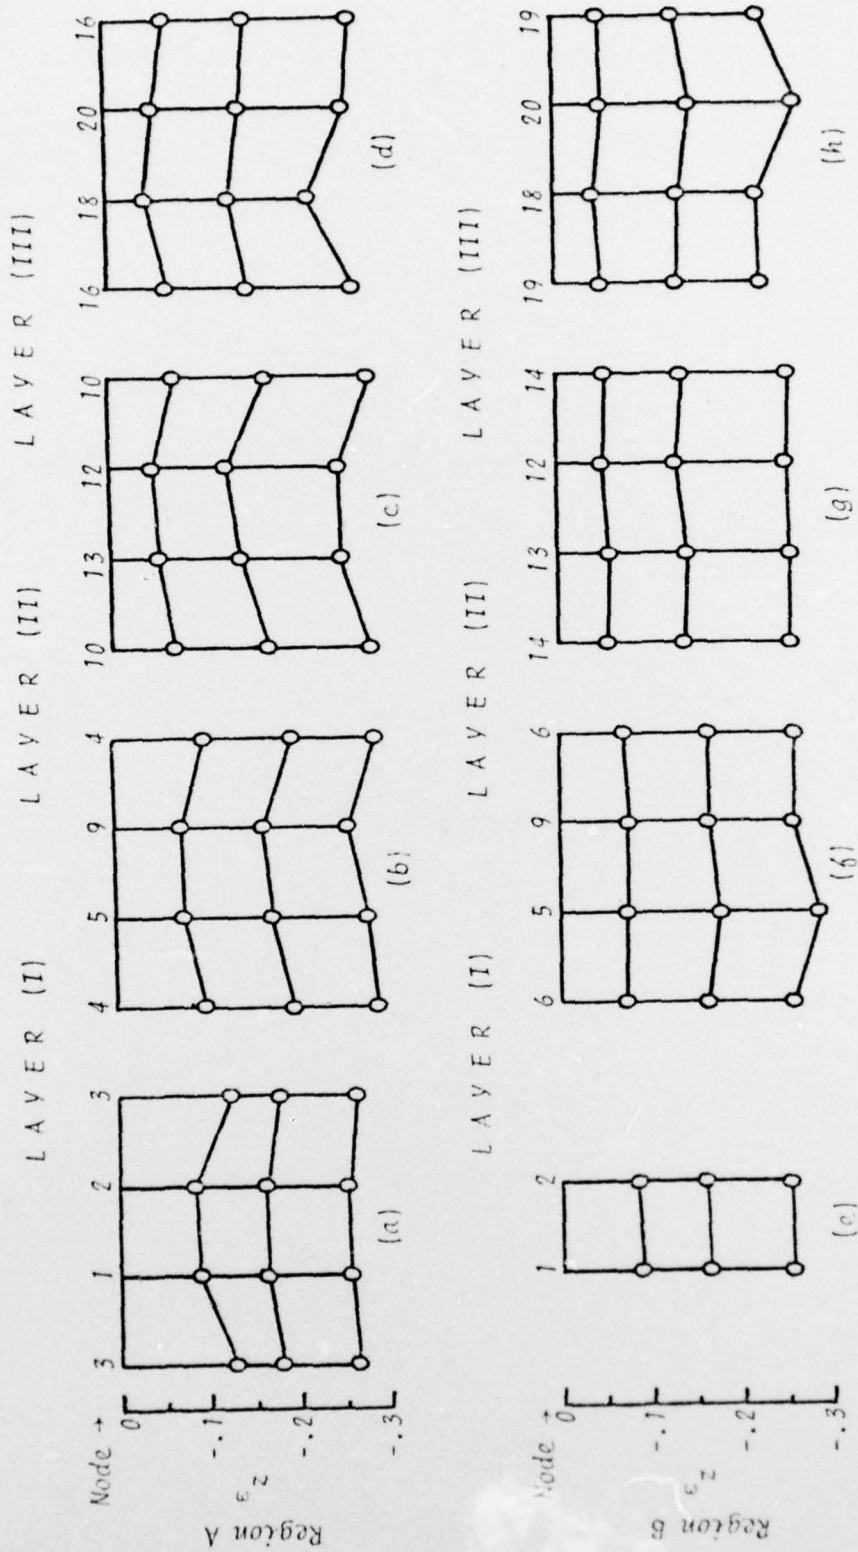 LAYER (I) LAYER (II) LAYER (III)
Node → 3 1 2 3 4 5 9 4 10 13 12 10 16 18 20 16
0
-.1
-.2
-.3
ε z
Region A
(a) (b) (c) (d)
LAYER (I) LAYER (II) LAYER (III)
Node → 1 2 6 5 9 6 14 13 12 14 19 18 20 19
0
-.1
-.2
-.3
ε z
Region B
(e) (f) (g) (h)